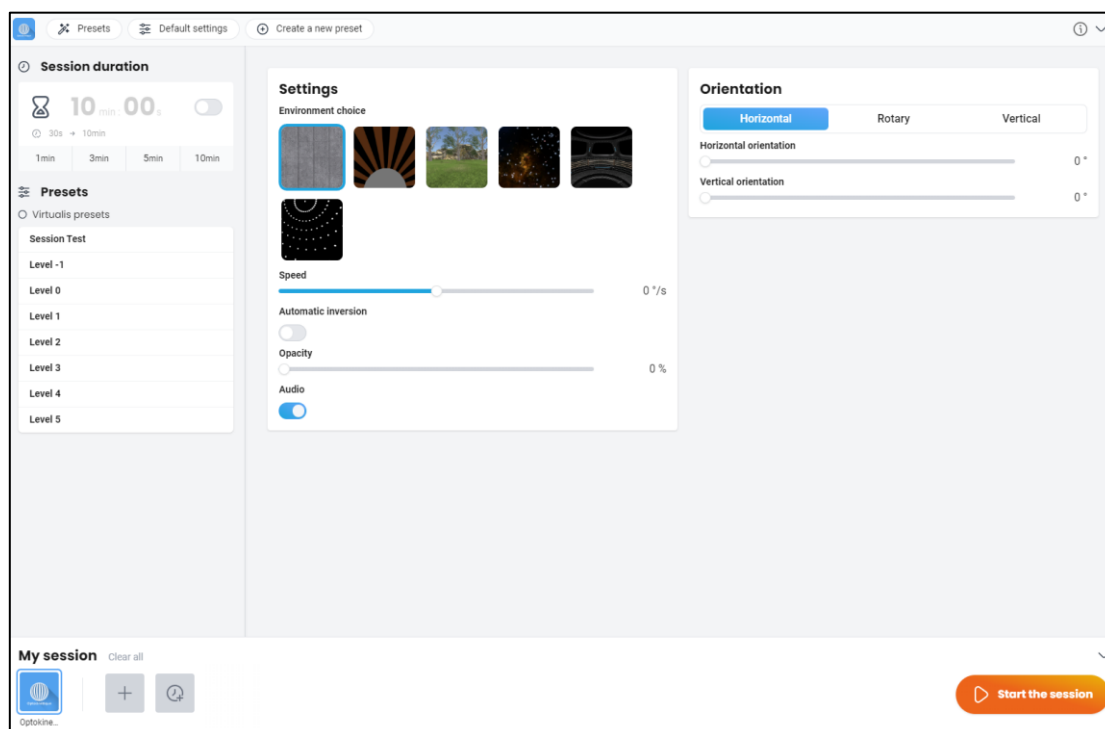 Presets
Default settings
Create a new preset
Session duration
10 min : 00 s
30s → 10min
1min 3min 5min 10min
Presets
Virtualis presets
Session Test
Level -1
Level 0
Level 1
Level 2
Level 3
Level 4
Level 5
Settings
Environment choice
Speed
0 °/s
Automatic inversion
Opacity
0 %
Audio
Orientation
Horizontal Rotary Vertical
Horizontal orientation
0 °
Vertical orientation
0 °
My session Clear all
Optokine...
Start the session